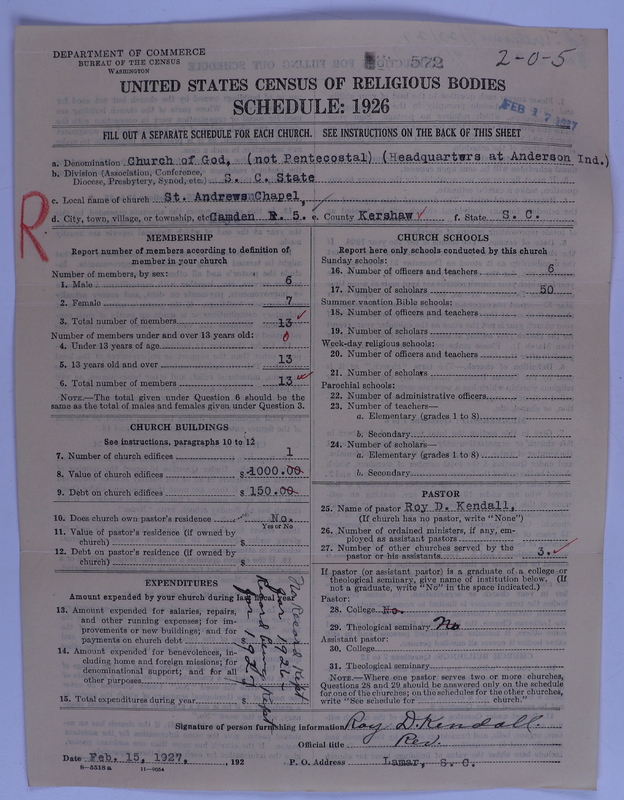 DEPARTMENT OF COMMERCE
BUREAU OF THE CENSUS
WASHINGTON
572
2-0-5
UNITED STATES CENSUS OF RELIGIOUS BODIES
SCHEDULE: 1926
FEB 17 1927
FILL OUT A SEPARATE SCHEDULE FOR EACH CHURCH. SEE INSTRUCTIONS ON THE BACK OF THIS SHEET
a. Denomination Church of God, (not Pentecostal) (Headquarters at Anderson Ind.)
b. Division (Association, Conference, Diocese, Presbytery, Synod, etc.) S. C. State
c. Local name of church St. Andrews Chapel,
d. City, town, village, or township, etc. Camden R. 5. e. County Kershaw f. State S. C.
R
MEMBERSHIP
Report number of members according to definition of
member in your church
Number of members, by sex:
1. Male 6
2. Female 7
3. Total number of members 13
Number of members under and over 13 years old:
4. Under 13 years of age 0
5. 13 years old and over 13
6. Total number of members 13
NOTE.—The total given under Question 6 should be
same as the total of males and females given under Question 3.
CHURCH BUILDINGS
See instructions, paragraphs 10 to 12
7. Number of church edifices 1
8. Value of church edifices $ 1000.00
9. Debt on church edifices $ 150.00
10. Does church own pastor's residence No.
Yes or No
11. Value of pastor's residence (if owned by
church) $
12. Debt on pastor's residence (if owned by
church) $
EXPENDITURES
Amount expended by your church during last fiscal year
13. Amount expended for salaries, repairs,
and other running expenses; for im-
provements or new buildings; and for
payments on church debt $
14. Amount expended for benevolences, in-
cluding home and foreign missions; for
denominational support; and for all
other purposes $
15. Total expenditures during year $
No Record Kept
year 1926-
Record being Kept
for 1927
CHURCH SCHOOLS
Report here only schools conducted by this church
Sunday schools:
16. Number of officers and teachers 6
17. Number of scholars 50
Summer vacation Bible schools:
18. Number of officers and teachers
19. Number of scholars
Week-day religious schools:
20. Number of officers and teachers
21. Number of scholars
Parochial schools:
22. Number of administrative officers
23. Number of teachers—
a. Elementary (grades 1 to 8)
b. Secondary
24. Number of scholars—
a. Elementary (grades 1 to 8)
b. Secondary
PASTOR
25. Name of pastor Roy D. Kendall,
(If church has no pastor, write "None")
26. Number of ordained ministers, if any, em-
ployed as assistant pastors
27. Number of other churches served by the
pastor or his assistants 3.
If pastor (or assistant pastor) is a graduate of a college or
theological seminary, give name of institution below. (If
not a graduate, write "No" in the space indicated.)
Pastor:
28. College No.
29. Theological seminary No
Assistant pastor:
30. College
31. Theological seminary
NOTE.—Where one pastor serves two or more churches,
Questions 28 and 29 should be answered only on the schedule
for one of the churches; on the schedules for the other churches,
write "See schedule for church."
Signature of person furnishing information Roy D. Kendall.
Official title Rev.
Date Feb. 15, 1927, , 192 P. O. Address Lamar, S. C.
8—5518a 11—9554